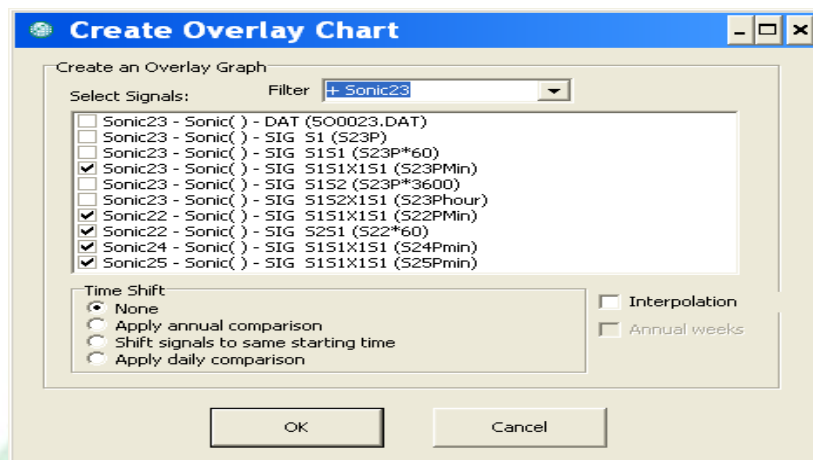 Create Overlay Chart
Create an Overlay Graph
Select Signals: Filter + Sonic23
Sonic23 - Sonic( ) - DAT (5O0023.DAT)
Sonic23 - Sonic( ) - SIG S1 (S23P)
Sonic23 - Sonic( ) - SIG S1S1 (S23P*60)
Sonic23 - Sonic( ) - SIG S1S1X1S1 (S23PMin)
Sonic23 - Sonic( ) - SIG S1S2 (S23P*3600)
Sonic23 - Sonic( ) - SIG S1S2X1S1 (S23Phour)
Sonic22 - Sonic( ) - SIG S1S1X1S1 (S22PMin)
Sonic22 - Sonic( ) - SIG S2S1 (S22*60)
Sonic24 - Sonic( ) - SIG S1S1X1S1 (S24Pmin)
Sonic25 - Sonic( ) - SIG S1S1X1S1 (S25Pmin)
Time Shift
None
Apply annual comparison
Shift signals to same starting time
Apply daily comparison
Interpolation
Annual weeks
OK Cancel